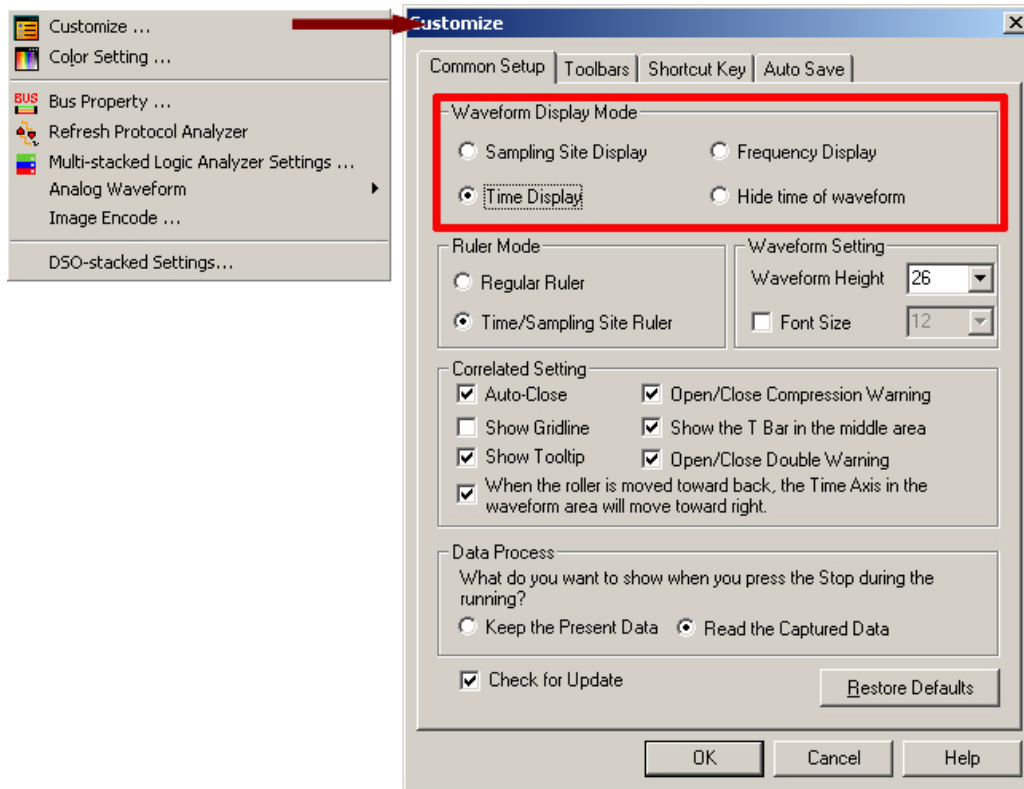 Customize ...
Color Setting ...
BUS Bus Property ...
Refresh Protocol Analyzer
Multi-stacked Logic Analyzer Settings ...
Analog Waveform
Image Encode ...
DSO-stacked Settings...
Customize
Common Setup Toolbars Shortcut Key Auto Save
Waveform Display Mode
Sampling Site Display Frequency Display
Time Display Hide time of waveform
Ruler Mode Waveform Setting
Regular Ruler Waveform Height 26
Time/Sampling Site Ruler Font Size 12
Correlated Setting
Auto-Close Open/Close Compression Warning
Show Gridline Show the T Bar in the middle area
Show Tooltip Open/Close Double Warning
When the roller is moved toward back, the Time Axis in the
waveform area will move toward right.
Data Process
What do you want to show when you press the Stop during the
running?
Keep the Present Data Read the Captured Data
Check for Update Restore Defaults
OK Cancel Help